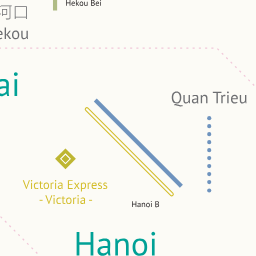 Hekou Bei
河口
ekou
ai
Quan Trieu
Victoria Express
- Victoria -
Hanoi B
Hanoi